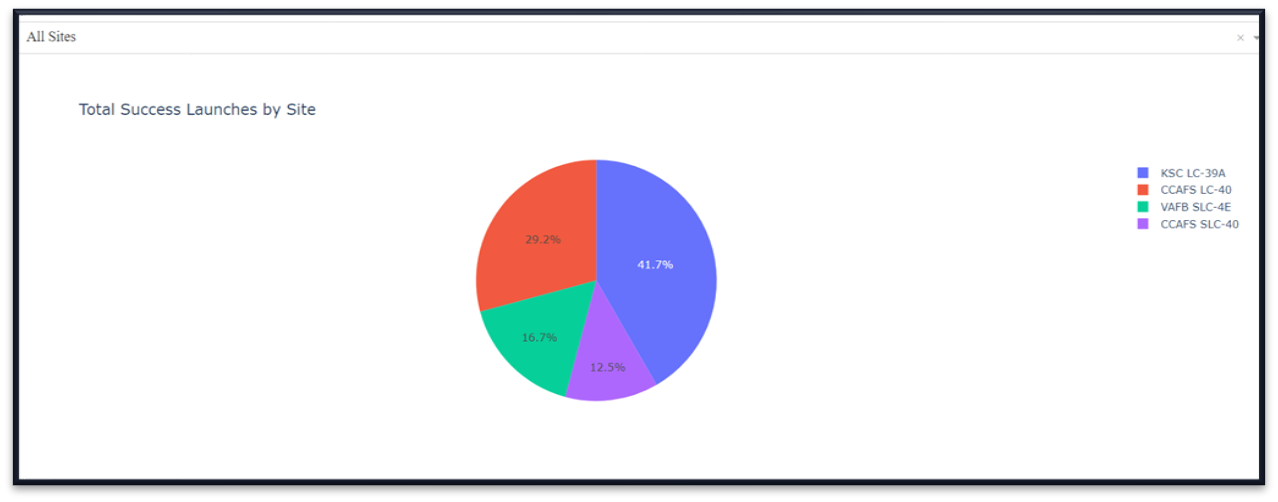 All Sites
Total Success Launches by Site
KSC LC-39A
CCAFS LC-40
VAFB SLC-4E
CCAFS SLC-40
29.2%
41.7%
16.7%
12.5%